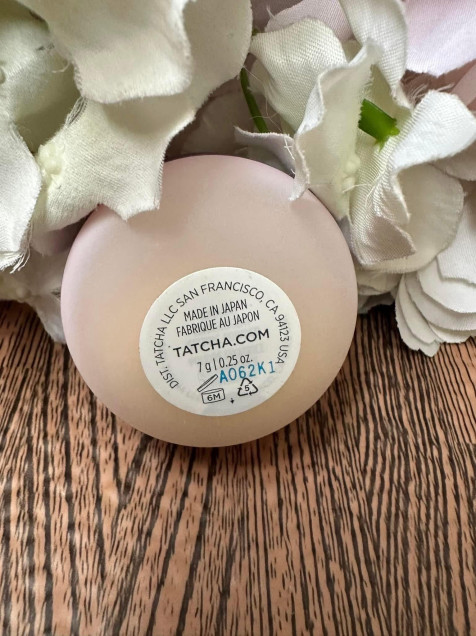 DIST. TATCHA LLC SAN FRANCISCO, CA 94123 USA
MADE IN JAPAN
FABRIQUE AU JAPON
TATCHA.COM
7 g | 0.25 oz.
A062K1
6M
5